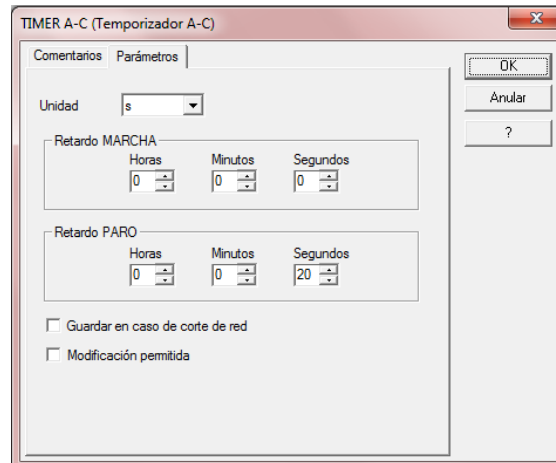 TIMER A-C (Temporizador A-C)
Comentarios Parámetros
OK
Anular
?
Unidad s
Retardo MARCHA
Horas Minutos Segundos
0 0 0
Retardo PARO
Horas Minutos Segundos
0 0 20
Guardar en caso de corte de red
Modificación permitida